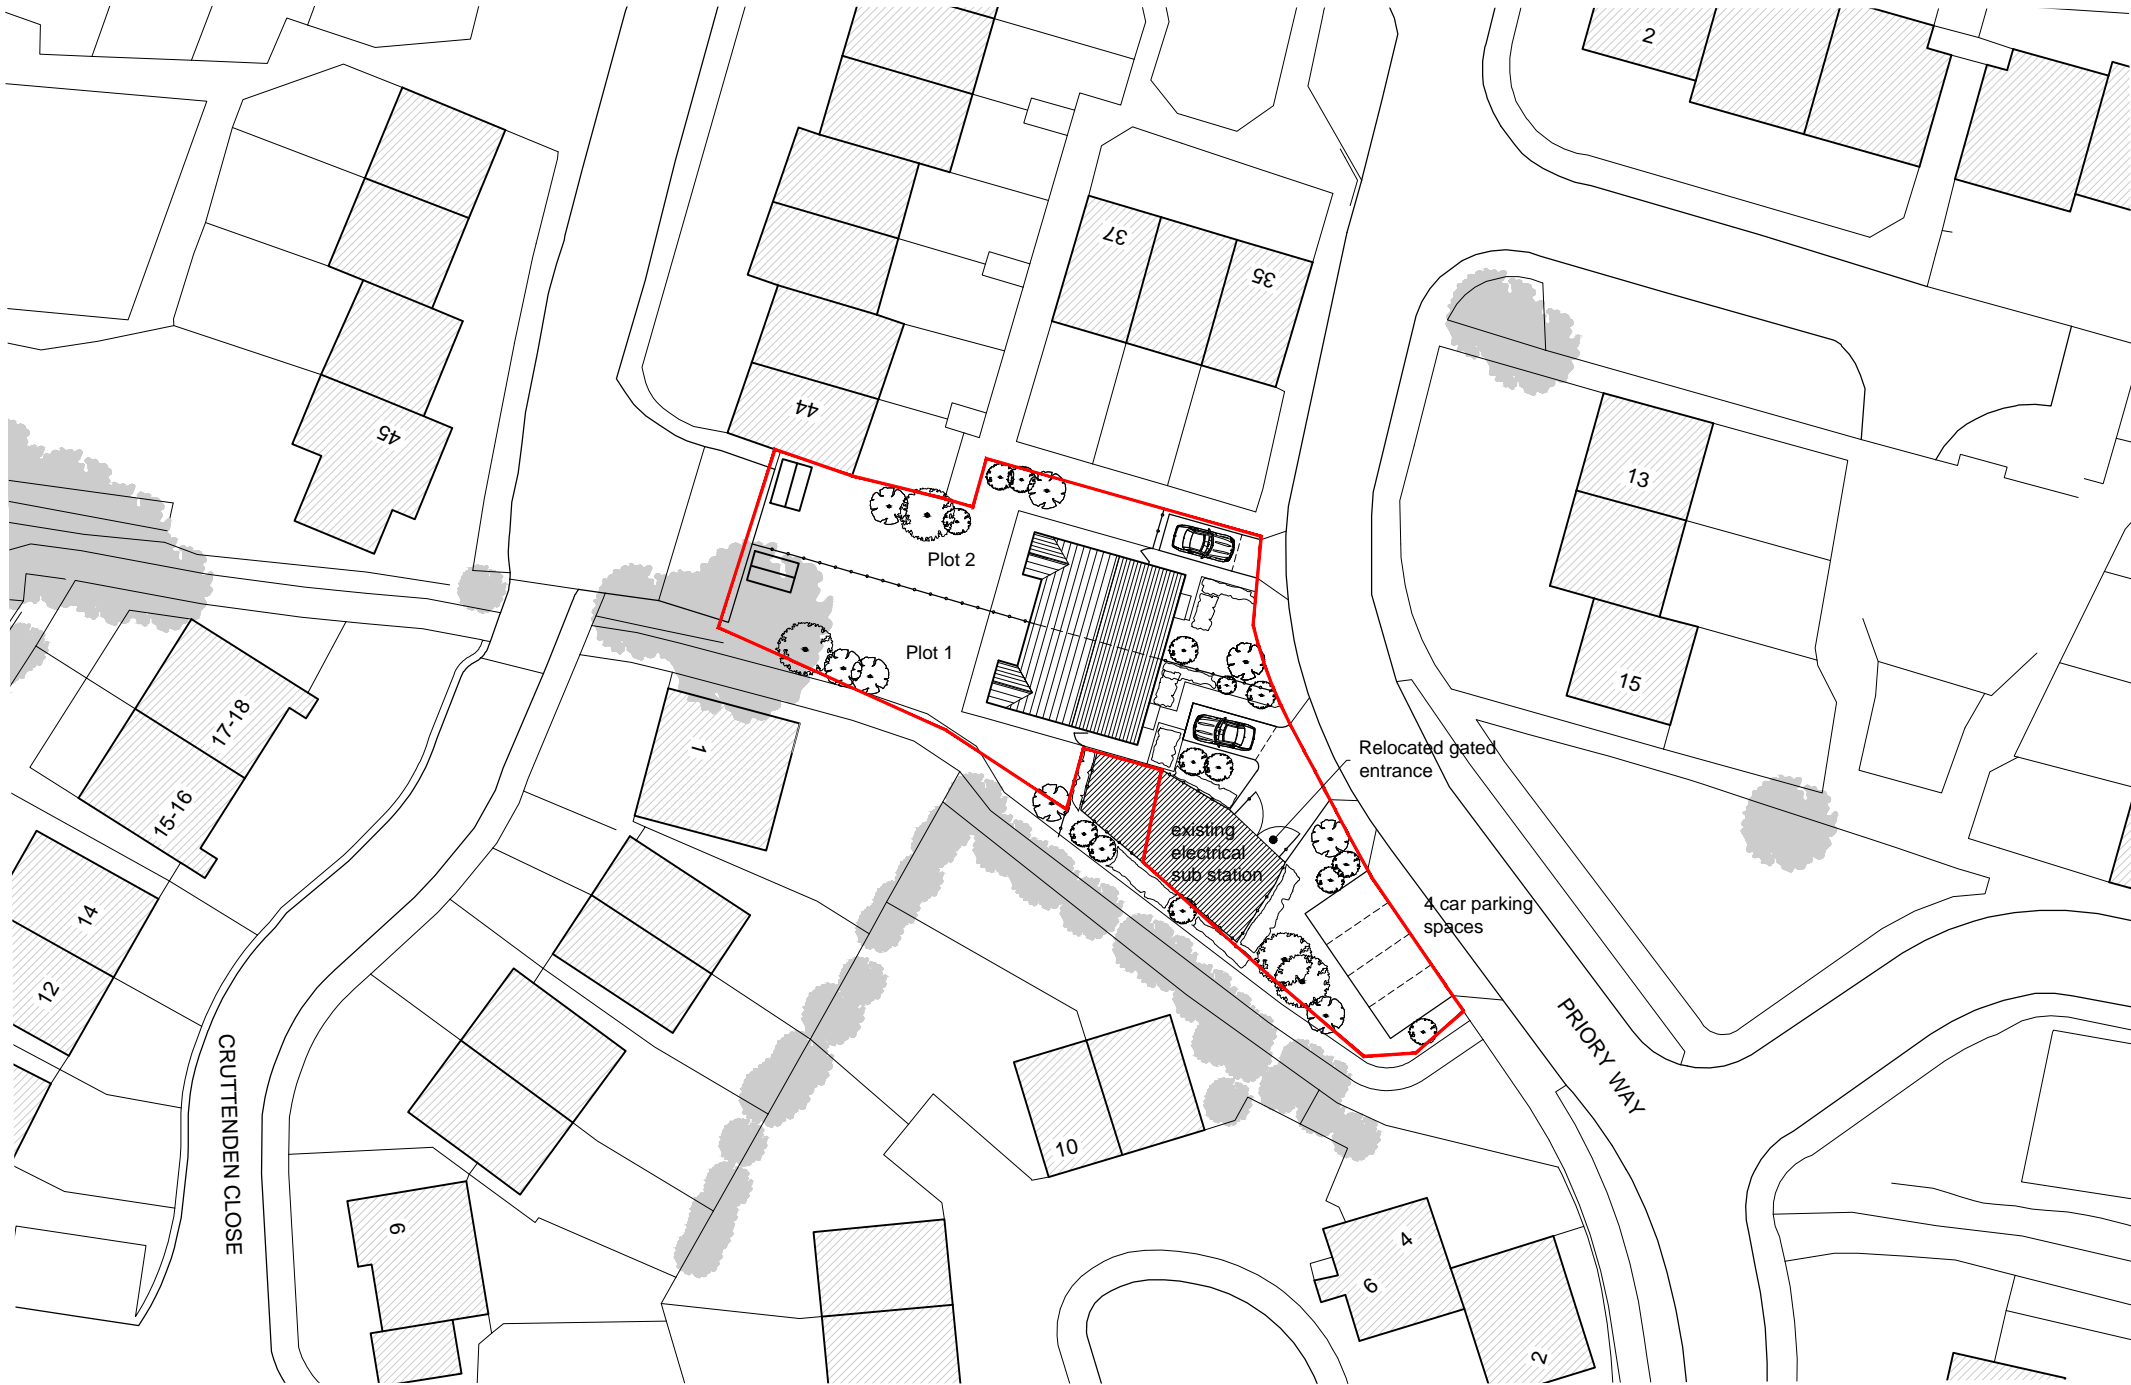 2
37
35
44
45
13
15
Plot 2
Plot 1
17-18
15-16
1
Relocated gated
entrance
existing
electrical
sub station
4 car parking
spaces
14
12
CRUTTENDEN CLOSE
PRIORY WAY
10
6
4
6
2